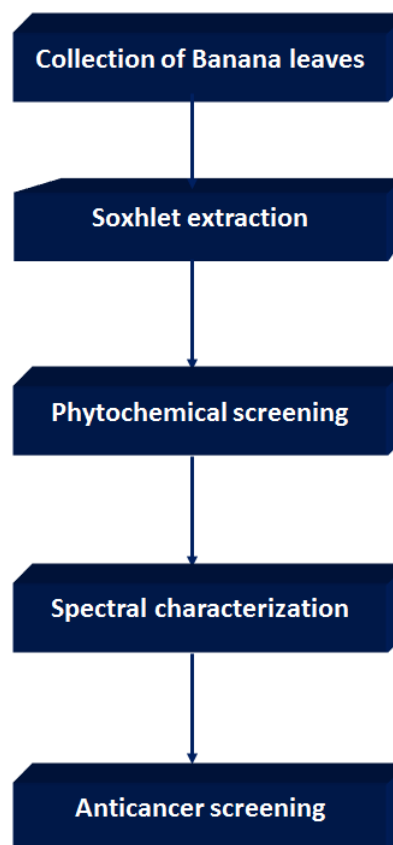 Collection of Banana leaves
Soxhlet extraction
Phytochemical screening
Spectral characterization
Anticancer screening